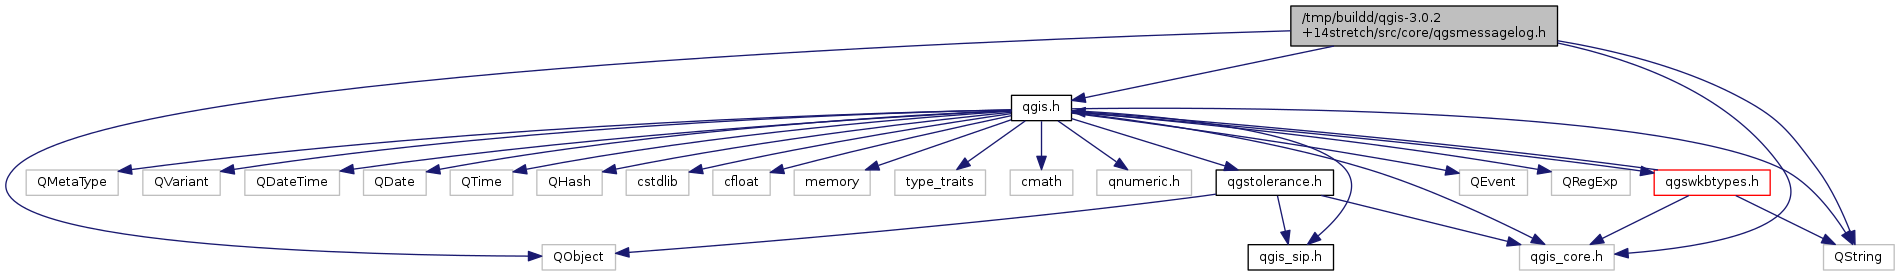 /tmp/buildd/qgis-3.0.2
+14stretch/src/core/qgsmessagelog.h
qgis.h
QMetaType
QVariant
QDateTime
QDate
QTime
QHash
cstdlib
cfloat
memory
type_traits
cmath
qnumeric.h
qgstolerance.h
QEvent
QRegExp
qgswkbtypes.h
QObject
qgis_sip.h
qgis_core.h
QString